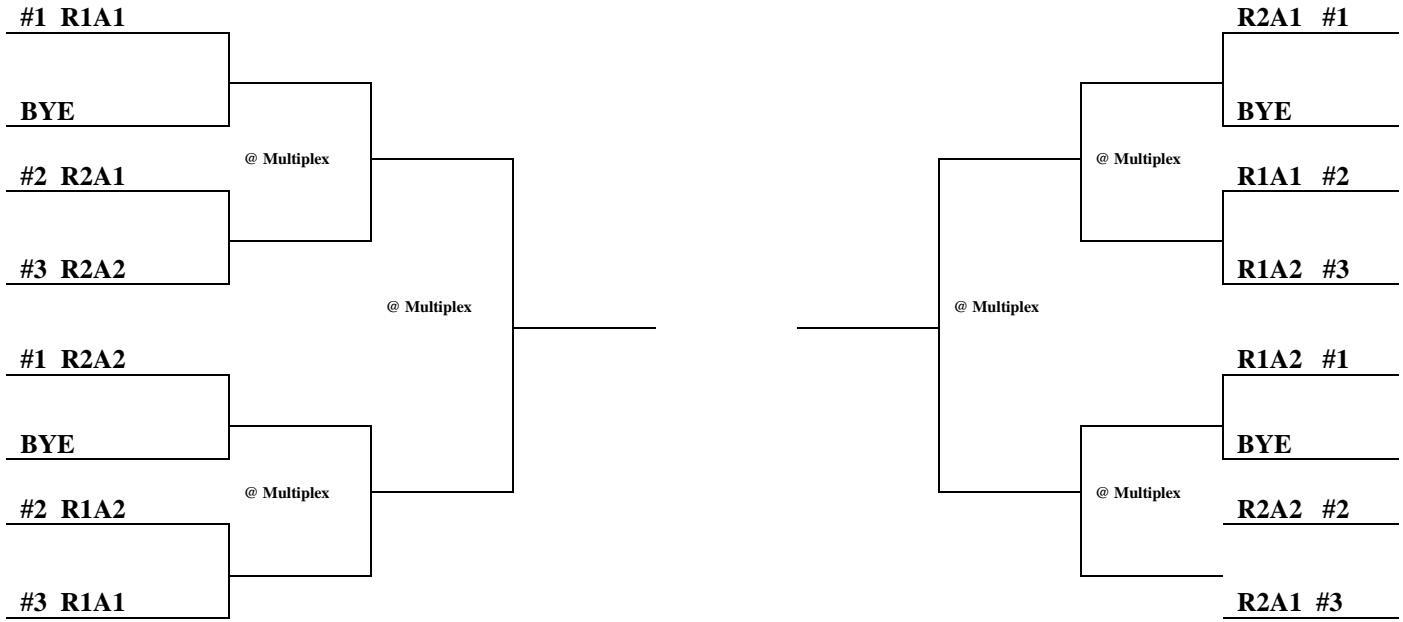 #1 R1A1
BYE
@ Multiplex
#2 R2A1
#3 R2A2
@ Multiplex
#1 R2A2
BYE
@ Multiplex
#2 R1A2
#3 R1A1
R2A1 #1
BYE
@ Multiplex
R1A1 #2
R1A2 #3
@ Multiplex
R1A2 #1
BYE
@ Multiplex
R2A2 #2
R2A1 #3